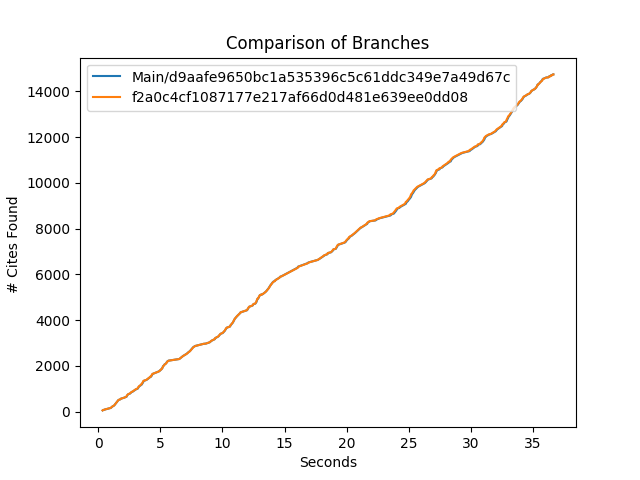 Comparison of Branches
Main/d9aafe9650bc1a535396c5c61ddc349e7a49d67c
f2a0c4cf1087177e217af66d0d481e639ee0dd08
14000
12000
10000
8000
6000
4000
2000
0
# Cites Found
0 5 10 15 20 25 30 35
Seconds